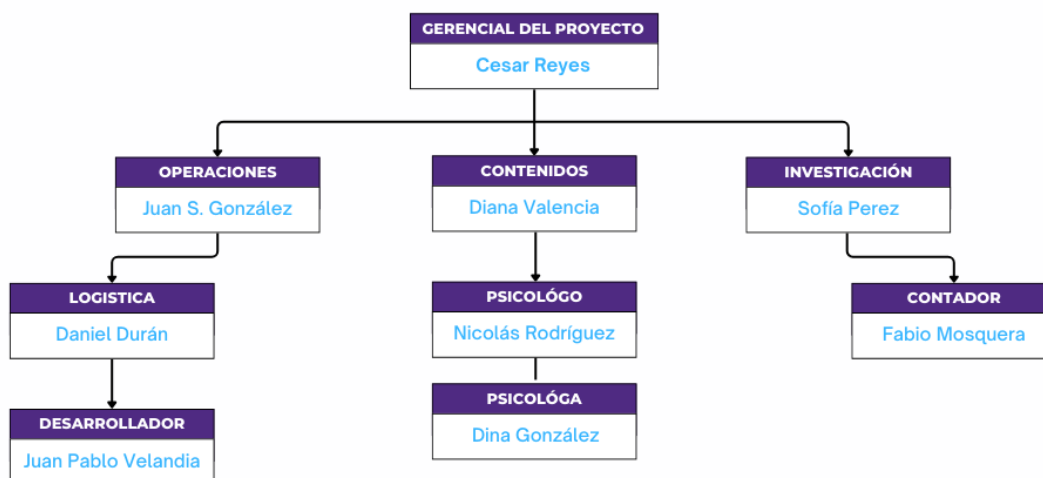 GERENCIAL DEL PROYECTO
Cesar Reyes
OPERACIONES
Juan S. González
CONTENIDOS
Diana Valencia
INVESTIGACIÓN
Sofía Perez
LOGISTICA
Daniel Durán
PSICOLÓGO
Nicolás Rodríguez
CONTADOR
Fabio Mosquera
PSICOLÓGA
Dina González
DESARROLLADOR
Juan Pablo Velandia